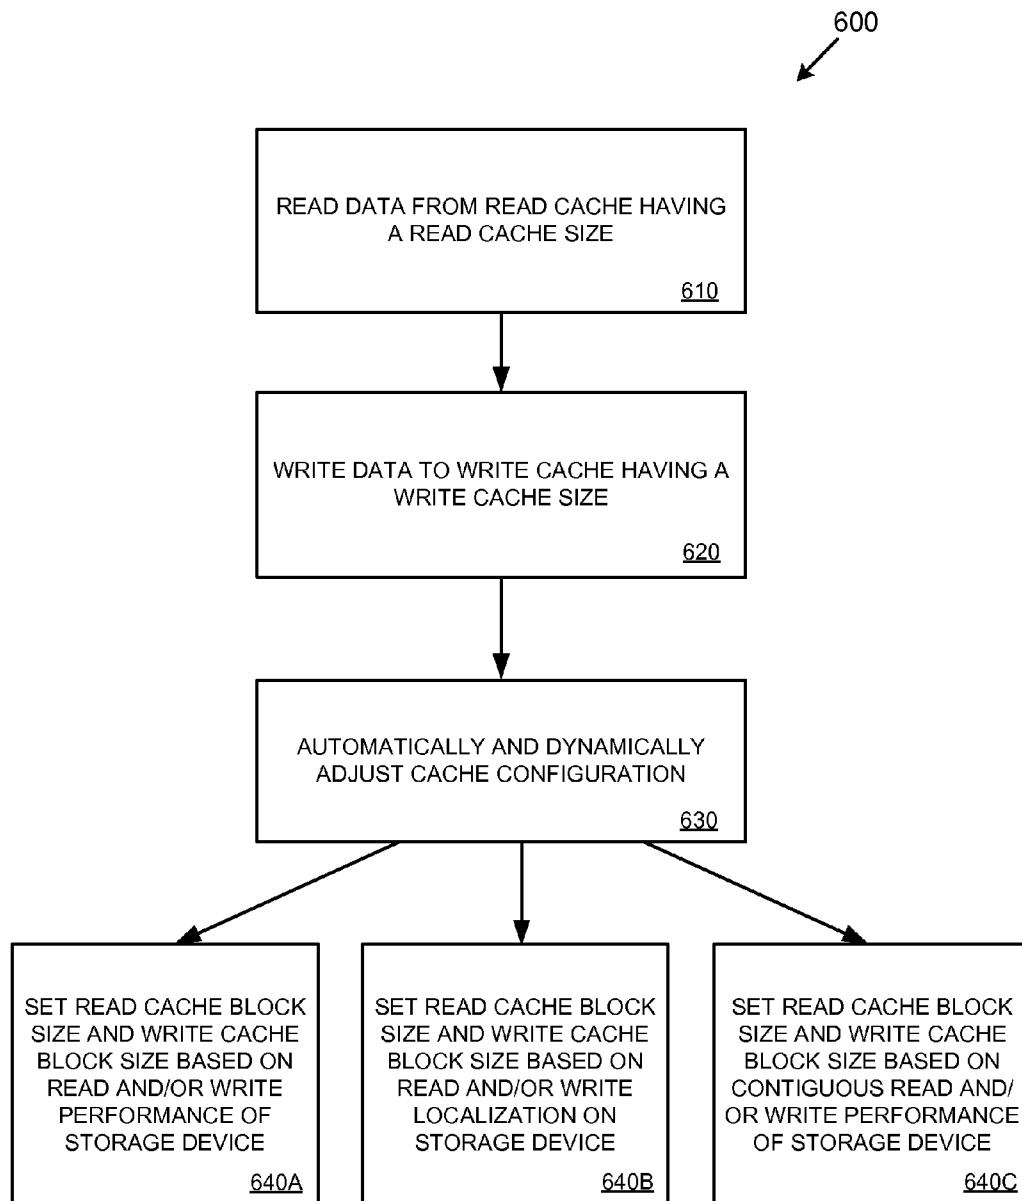 600
READ DATA FROM READ CACHE HAVING
A READ CACHE SIZE
610
WRITE DATA TO WRITE CACHE HAVING A
WRITE CACHE SIZE
620
AUTOMATICALLY AND DYNAMICALLY
ADJUST CACHE CONFIGURATION
630
SET READ CACHE BLOCK
SIZE AND WRITE CACHE
BLOCK SIZE BASED ON
READ AND/OR WRITE
PERFORMANCE OF
STORAGE DEVICE
640A
SET READ CACHE BLOCK
SIZE AND WRITE CACHE
BLOCK SIZE BASED ON
READ AND/OR WRITE
LOCALIZATION ON
STORAGE DEVICE
640B
SET READ CACHE BLOCK
SIZE AND WRITE CACHE
BLOCK SIZE BASED ON
CONTIGUOUS READ AND/
OR WRITE PERFORMANCE
OF STORAGE DEVICE
640C